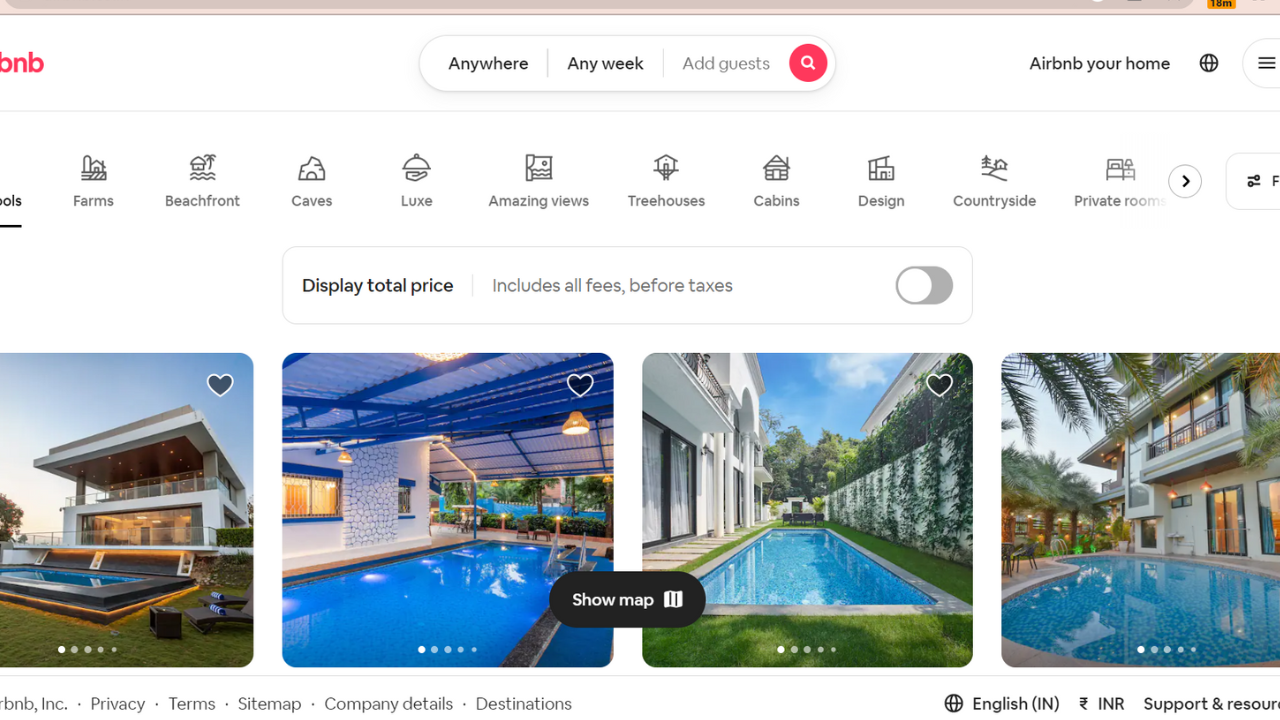 18m
bnb
Anywhere Any week Add guests
Airbnb your home
ools Farms Beachfront Caves Luxe Amazing views Treehouses Cabins Design Countryside Private rooms F
Display total price Includes all fees, before taxes
Show map
rbnb, Inc. · Privacy · Terms · Sitemap · Company details · Destinations
English (IN) ₹ INR Support & resour